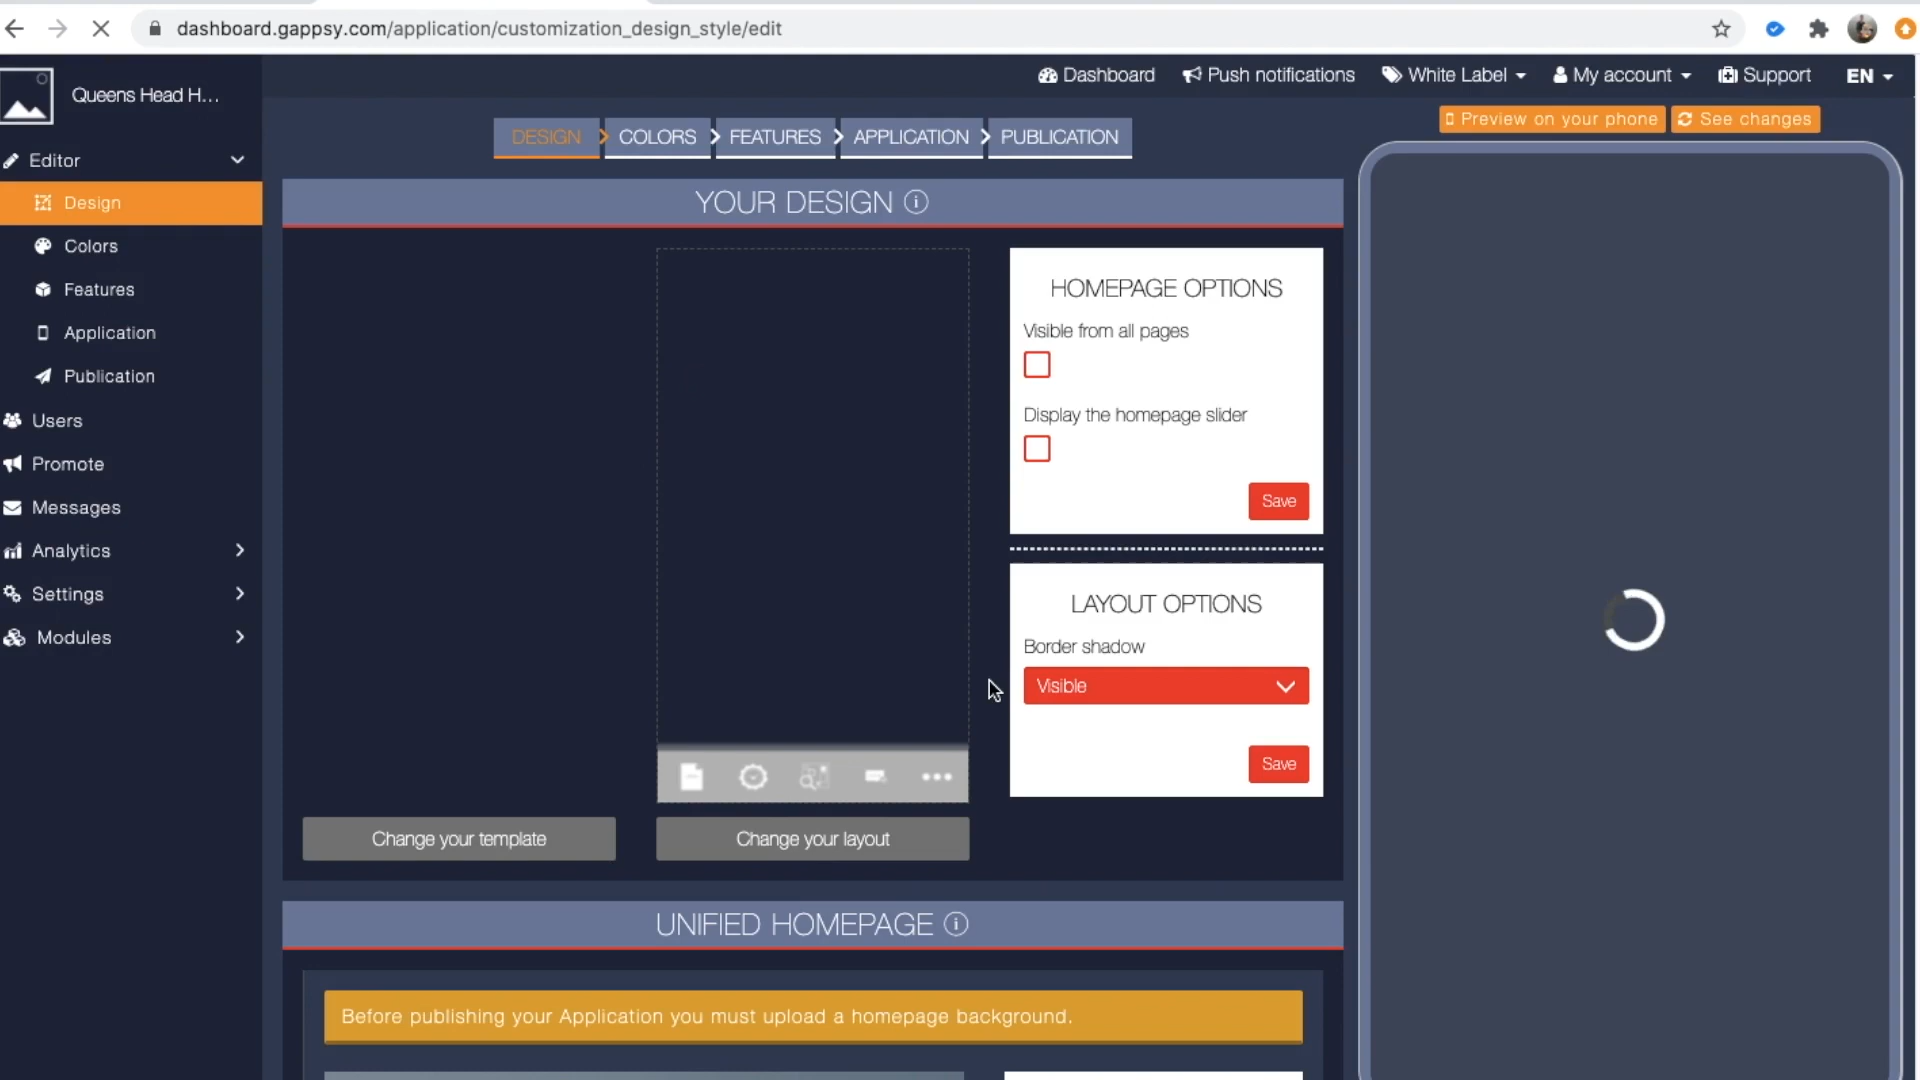 dashboard.gappsy.com/application/customization_design_style/edit
Queens Head H...
Dashboard
Push notifications
White Label
My account
Support
EN
Preview on your phone
See changes
DESIGN
COLORS
FEATURES
APPLICATION
PUBLICATION
Editor
Design
Colors
Features
Application
Publication
Users
Promote
Messages
Analytics
Settings
Modules
YOUR DESIGN
HOMEPAGE OPTIONS
Visible from all pages
Display the homepage slider
Save
LAYOUT OPTIONS
Border shadow
Visible
Save
Change your template
Change your layout
UNIFIED HOMEPAGE
Before publishing your Application you must upload a homepage background.